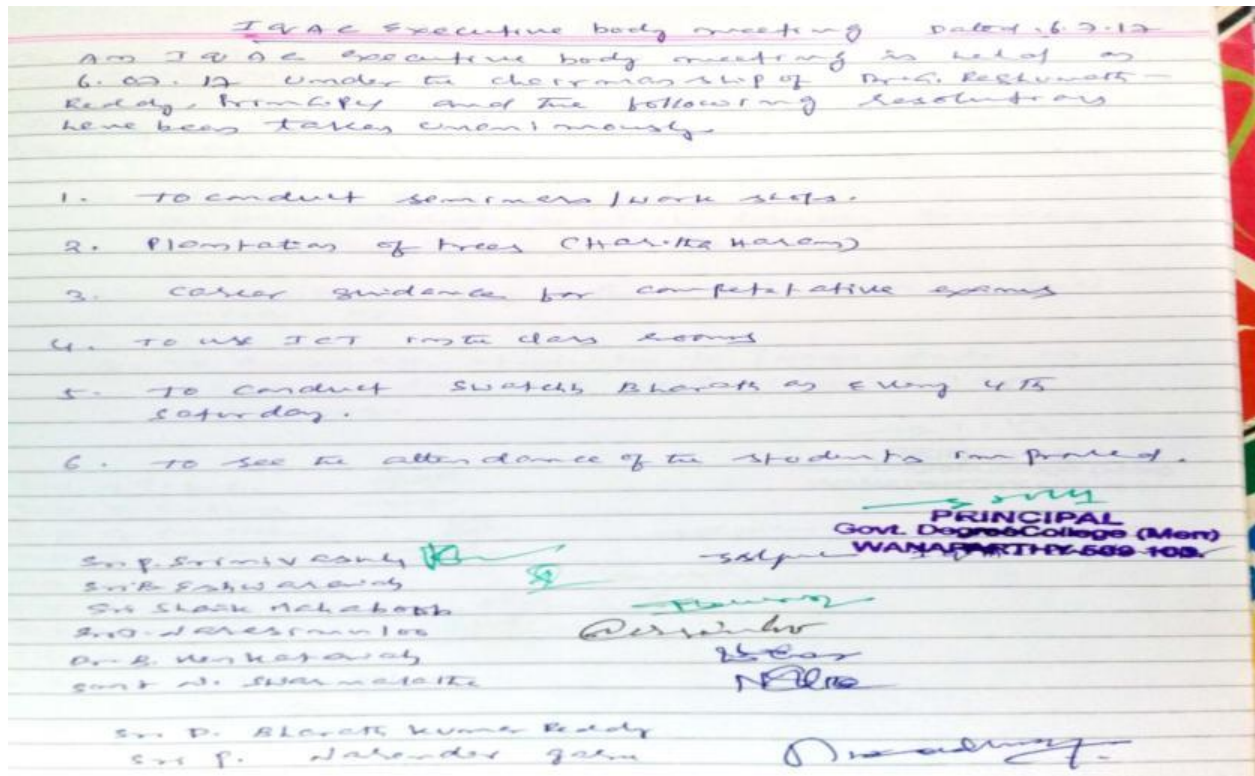 IQAC Executive body meeting Dated .6.7.17
An IQAC executive body meeting is held on
6.07.17 under the chairmanship of Dr.G. Raghunath-
Reddy, Principal and the following resolutions
have been taken unanimously.
1. To conduct seminars/work shops.
2. Plantation of trees (Haritha Haram)
3. career guidance for competetative exams
4. To use ICT in the class rooms
5. To conduct Swatchh Bharath on Every 4th
saturday.
6. To see the attendance of the students improved.
PRINCIPAL
Govt. Degree College (Men)
WANAPARTHY-509 103.
Sri P. Srinivasulu
Sri B. Eshwaraiah
Sri Shaik Mahaboob
Sri D. Narasimuloo
Dr. B. Venkataiah
Smt N. Swarnalatha
Sri D. Bharath Kumar Reddy
Sri P. Narender